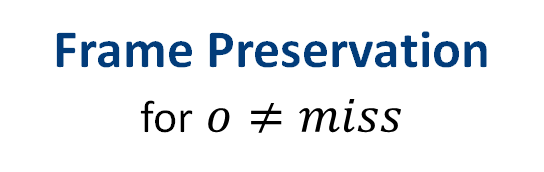 Frame Preservation
for o ≠ miss